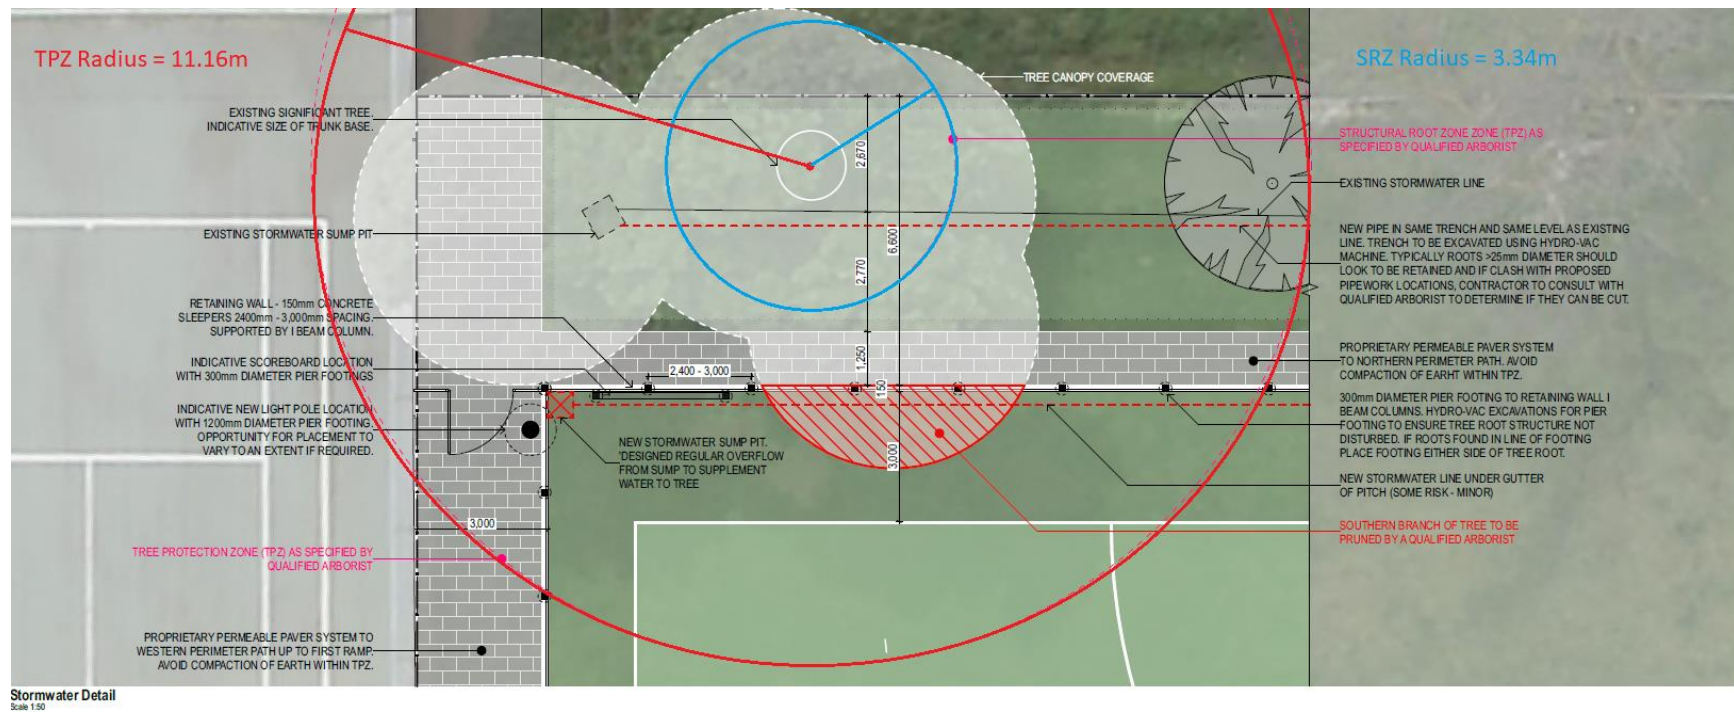 TPZ Radius = 11.16m
SRZ Radius = 3.34m
TREE CANOPY COVERAGE
EXISTING SIGNIFICANT TREE.
INDICATIVE SIZE OF TRUNK BASE.
EXISTING STORMWATER SUMP PIT
RETAINING WALL - 150mm CONCRETE
SLEEPERS 2400mm - 3,000mm SPACING.
SUPPORTED BY I BEAM COLUMN.
INDICATIVE SCOREBOARD LOCATION
WITH 300mm DIAMETER PIER FOOTINGS
INDICATIVE NEW LIGHT POLE LOCATION
WITH 1200mm DIAMETER PIER FOOTING.
OPPORTUNITY FOR PLACEMENT TO
VARY TO AN EXTENT IF REQUIRED.
TREE PROTECTION ZONE (TPZ) AS SPECIFIED BY
QUALIFIED ARBORIST
PROPRIETARY PERMEABLE PAVER SYSTEM TO
WESTERN PERIMETER PATH UP TO FIRST RAMP.
AVOID COMPACTION OF EARTH WITHIN TPZ.
2,670
2,770
6,600
1,250
150
2,400 - 3,000
3,000
3,000
NEW STORMWATER SUMP PIT.
'DESIGNED REGULAR OVERFLOW
FROM SUMP TO SUPPLEMENT
WATER TO TREE
STRUCTURAL ROOT ZONE ZONE (TPZ) AS
SPECIFIED BY QUALIFIED ARBORIST
EXISTING STORMWATER LINE
NEW PIPE IN SAME TRENCH AND SAME LEVEL AS EXISTING
LINE. TRENCH TO BE EXCAVATED USING HYDRO-VAC
MACHINE. TYPICALLY ROOTS >25mm DIAMETER SHOULD
LOOK TO BE RETAINED AND IF CLASH WITH PROPOSED
PIPEWORK LOCATIONS, CONTRACTOR TO CONSULT WITH
QUALIFIED ARBORIST TO DETERMINE IF THEY CAN BE CUT.
PROPRIETARY PERMEABLE PAVER SYSTEM
TO NORTHERN PERIMETER PATH. AVOID
COMPACTION OF EARHT WITHIN TPZ.
300mm DIAMETER PIER FOOTING TO RETAINING WALL I
BEAM COLUMNS. HYDRO-VAC EXCAVATIONS FOR PIER
FOOTING TO ENSURE TREE ROOT STRUCTURE NOT
DISTURBED. IF ROOTS FOUND IN LINE OF FOOTING
PLACE FOOTING EITHER SIDE OF TREE ROOT.
NEW STORMWATER LINE UNDER GUTTER
OF PITCH (SOME RISK - MINOR)
SOUTHERN BRANCH OF TREE TO BE
PRUNED BY A QUALIFIED ARBORIST
Stormwater Detail
Scale 1:50